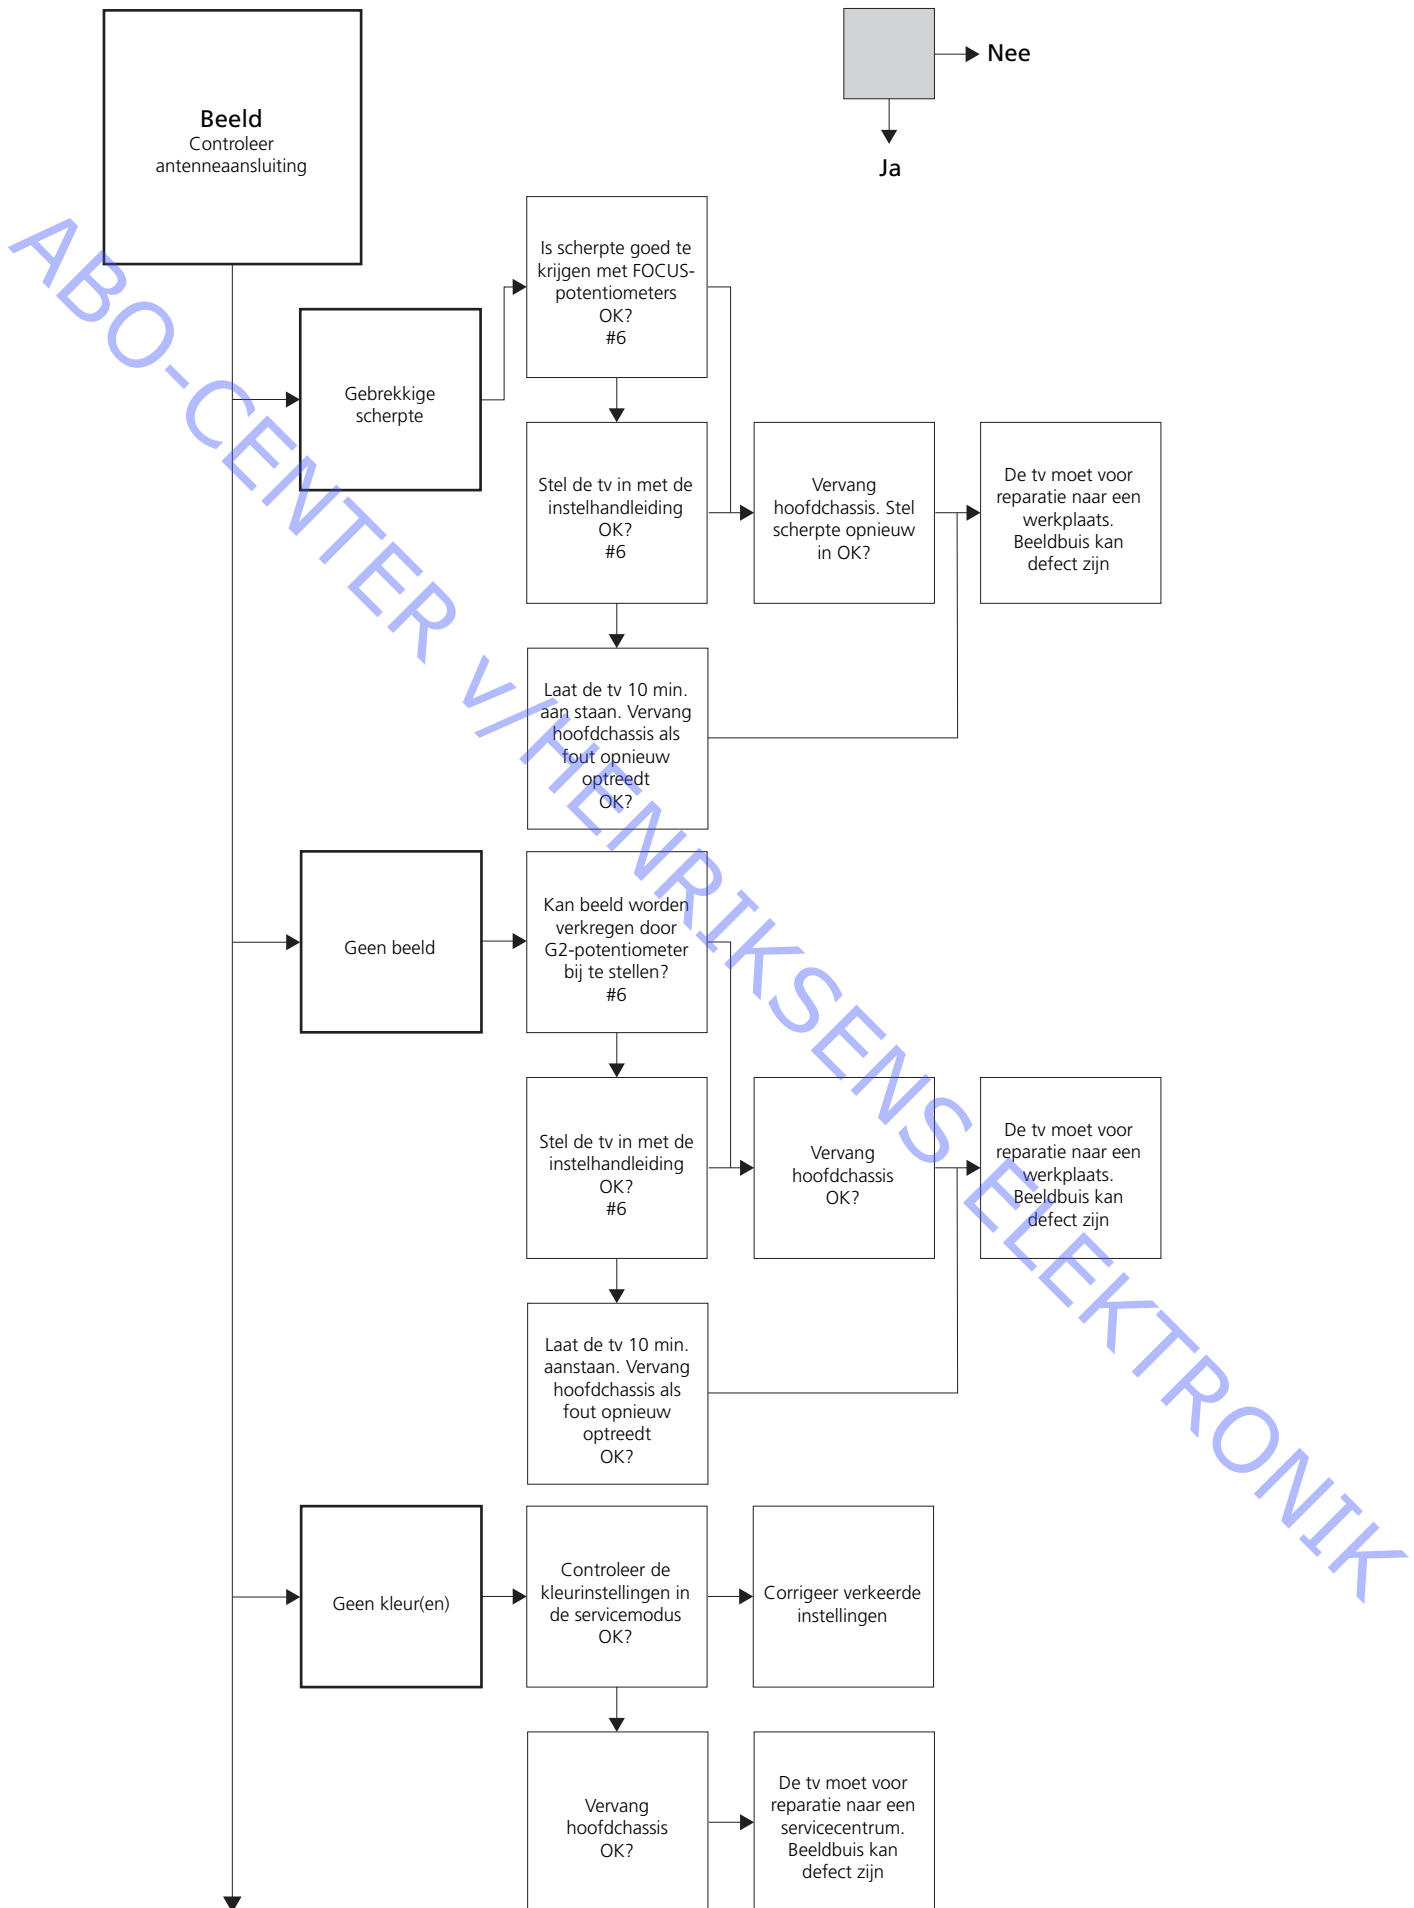 Beeld
Controleer
antenneaansluiting
Nee
Ja
Is scherpte goed te
krijgen met FOCUS-
potentiometers
OK?
#6
Gebrekkige
scherpte
Stel de tv in met de
instelhandleiding
OK?
#6
Vervang
hoofdchassis. Stel
scherpte opnieuw
in OK?
De tv moet voor
reparatie naar een
werkplaats.
Beeldbuis kan
defect zijn
Laat de tv 10 min.
aan staan. Vervang
hoofdchassis als
fout opnieuw
optreedt
OK?
Geen beeld
Kan beeld worden
verkregen door
G2-potentiometer
bij te stellen?
#6
Stel de tv in met de
instelhandleiding
OK?
#6
Vervang
hoofdchassis
OK?
De tv moet voor
reparatie naar een
werkplaats.
Beeldbuis kan
defect zijn
Laat de tv 10 min.
aanstaan. Vervang
hoofdchassis als
fout opnieuw
optreedt
OK?
Geen kleur(en)
Controleer de
kleurinstellingen in
de servicemodus
OK?
Corrigeer verkeerde
instellingen
Vervang
hoofdchassis
OK?
De tv moet voor
reparatie naar een
servicecentrum.
Beeldbuis kan
defect zijn
ABO-CENTER v/HENRIKSENS ELEKTRONIK